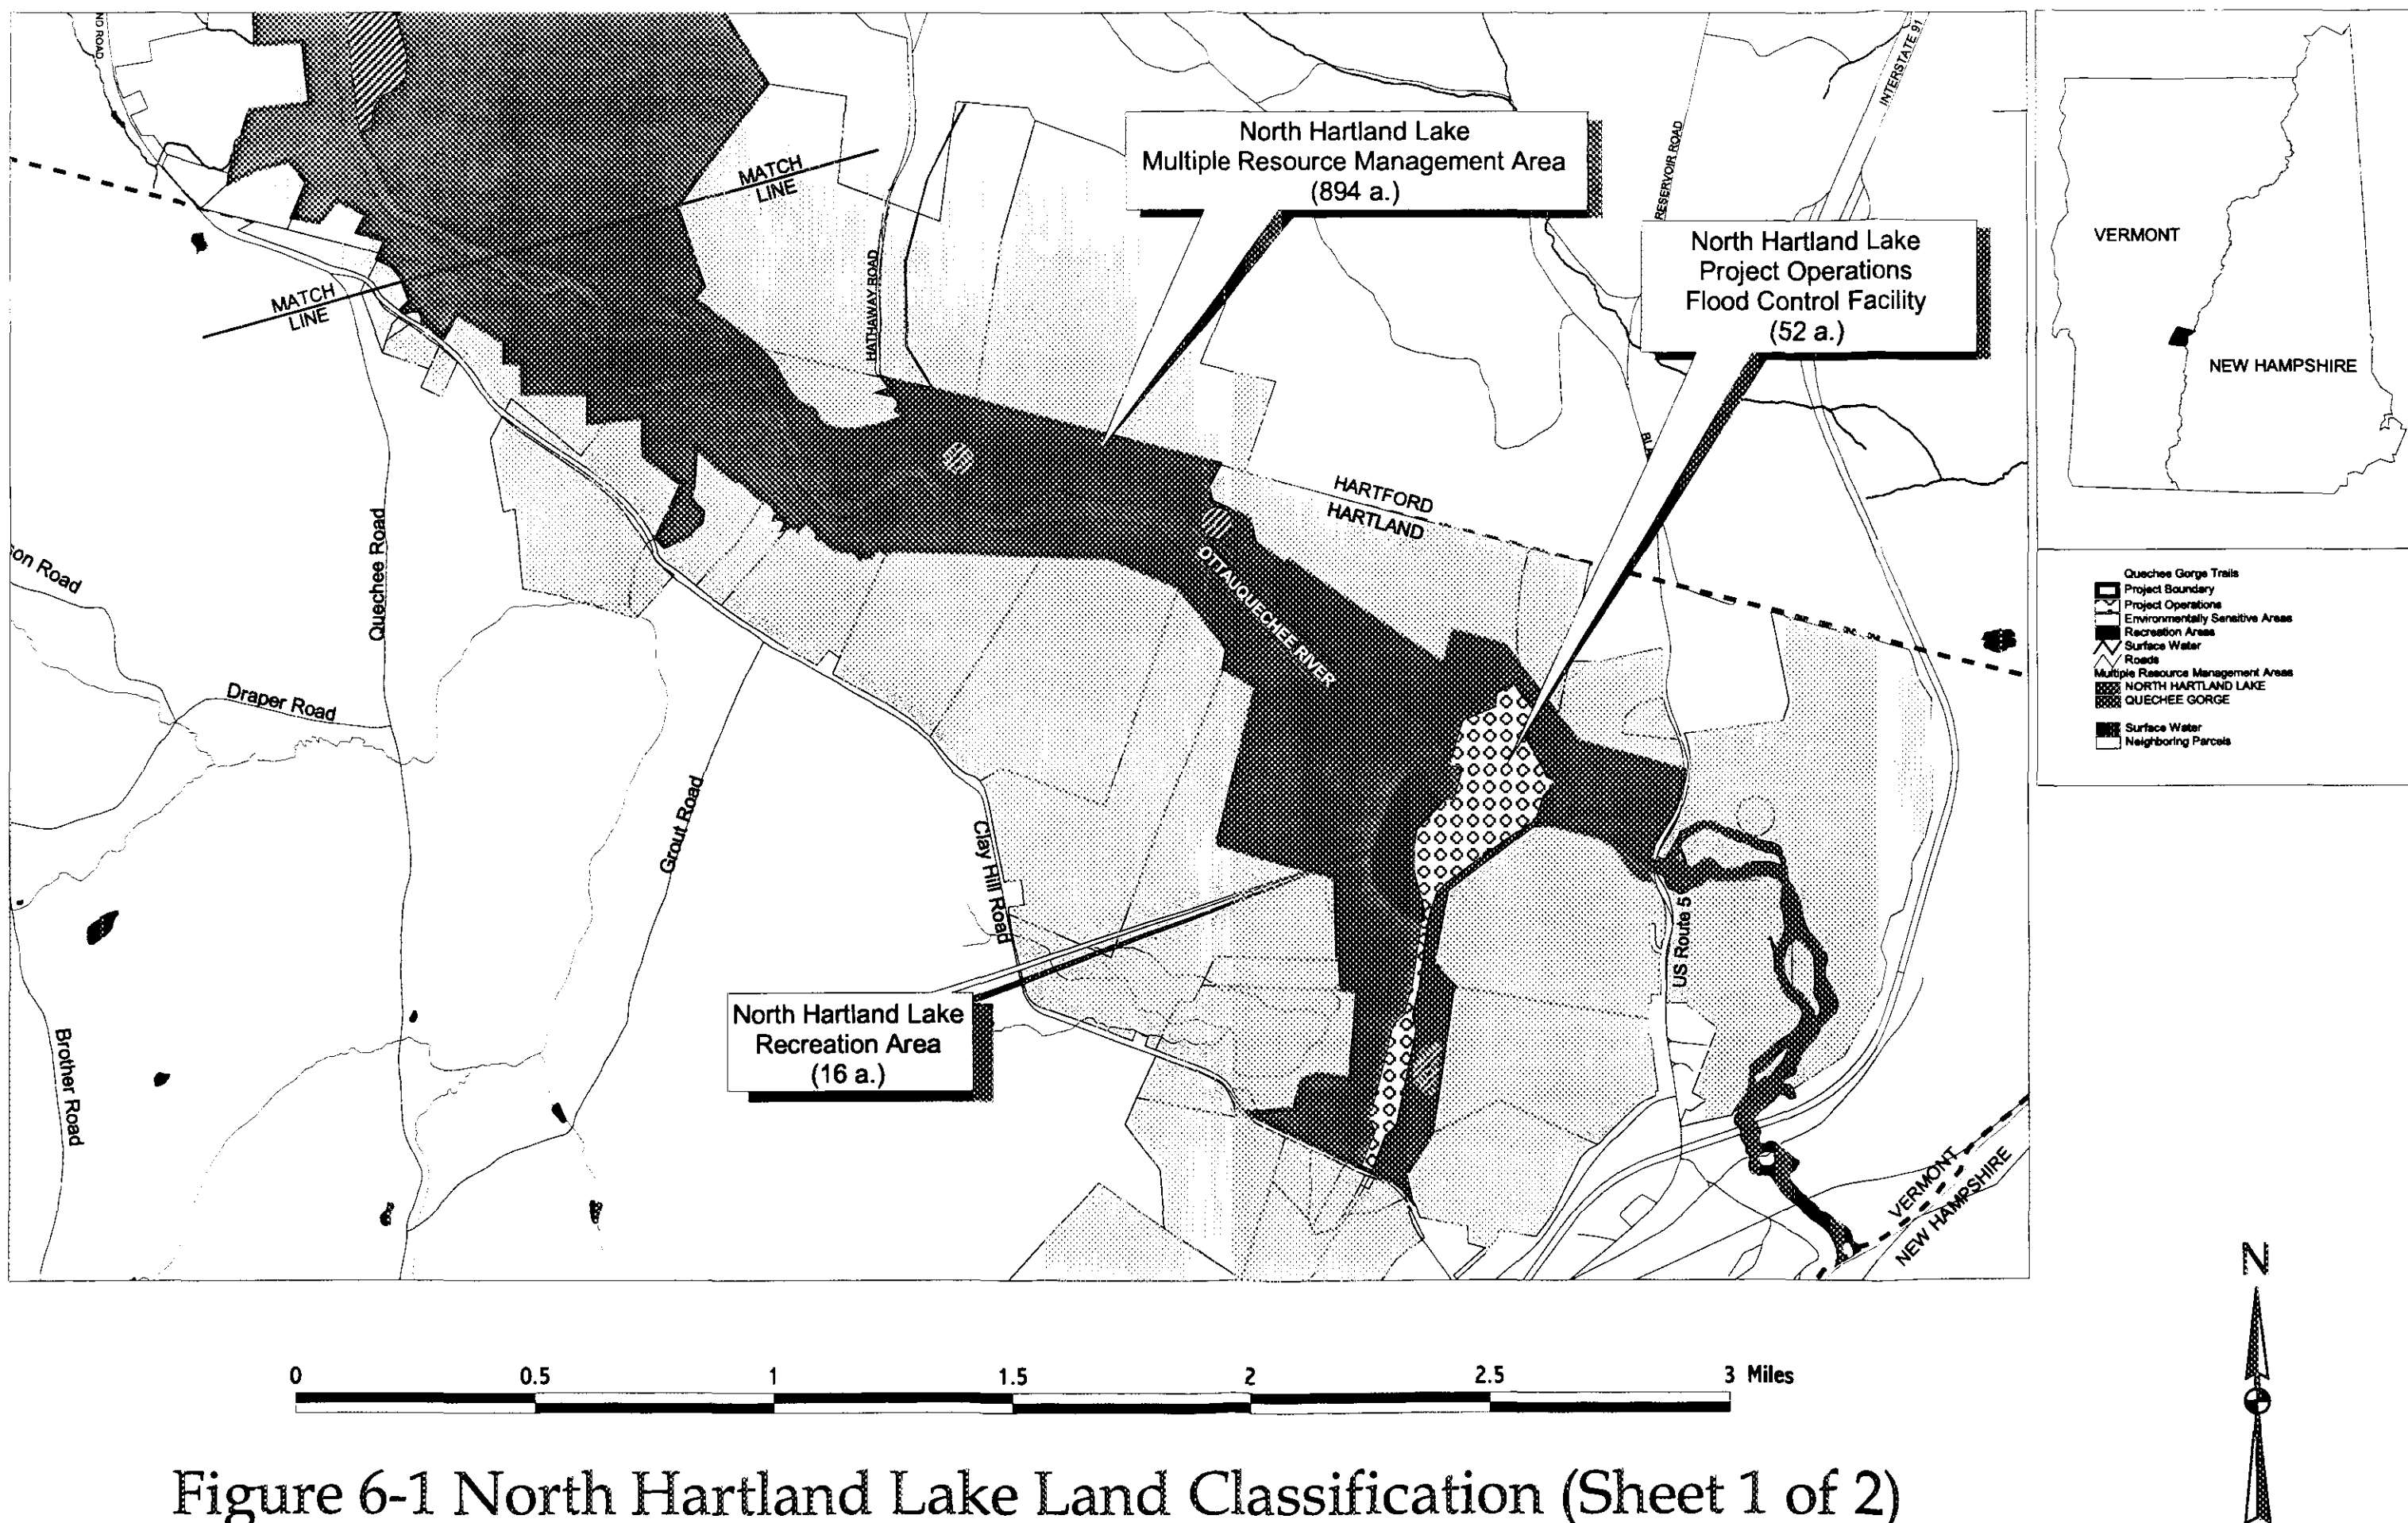 ND ROAD
INTERSTATE 91
North Hartland Lake
Multiple Resource Management Area
(894 a.)
MATCH
LINE
RESERVOIR ROAD
North Hartland Lake
Project Operations
Flood Control Facility
(52 a.)
HATHAWAY ROAD
MATCH
LINE
VERMONT
NEW HAMPSHIRE
BLA
HARTFORD
HARTLAND
OTTAUQUECHEE RIVER
son Road
Quechee Road
Draper Road
Grout Road
Clay Hill Road
US Route 5
Brother Road
North Hartland Lake
Recreation Area
(16 a.)
VERMONT
NEW HAMPSHIRE
Quechee Gorge Trails
Project Boundary
Project Operations
Environmentally Sensitive Areas
Recreation Areas
Surface Water
Roads
Multiple Resource Management Areas
NORTH HARTLAND LAKE
QUECHEE GORGE
Surface Water
Neighboring Parcels
N
0 0.5 1 1.5 2 2.5 3 Miles
Figure 6-1 North Hartland Lake Land Classification (Sheet 1 of 2)